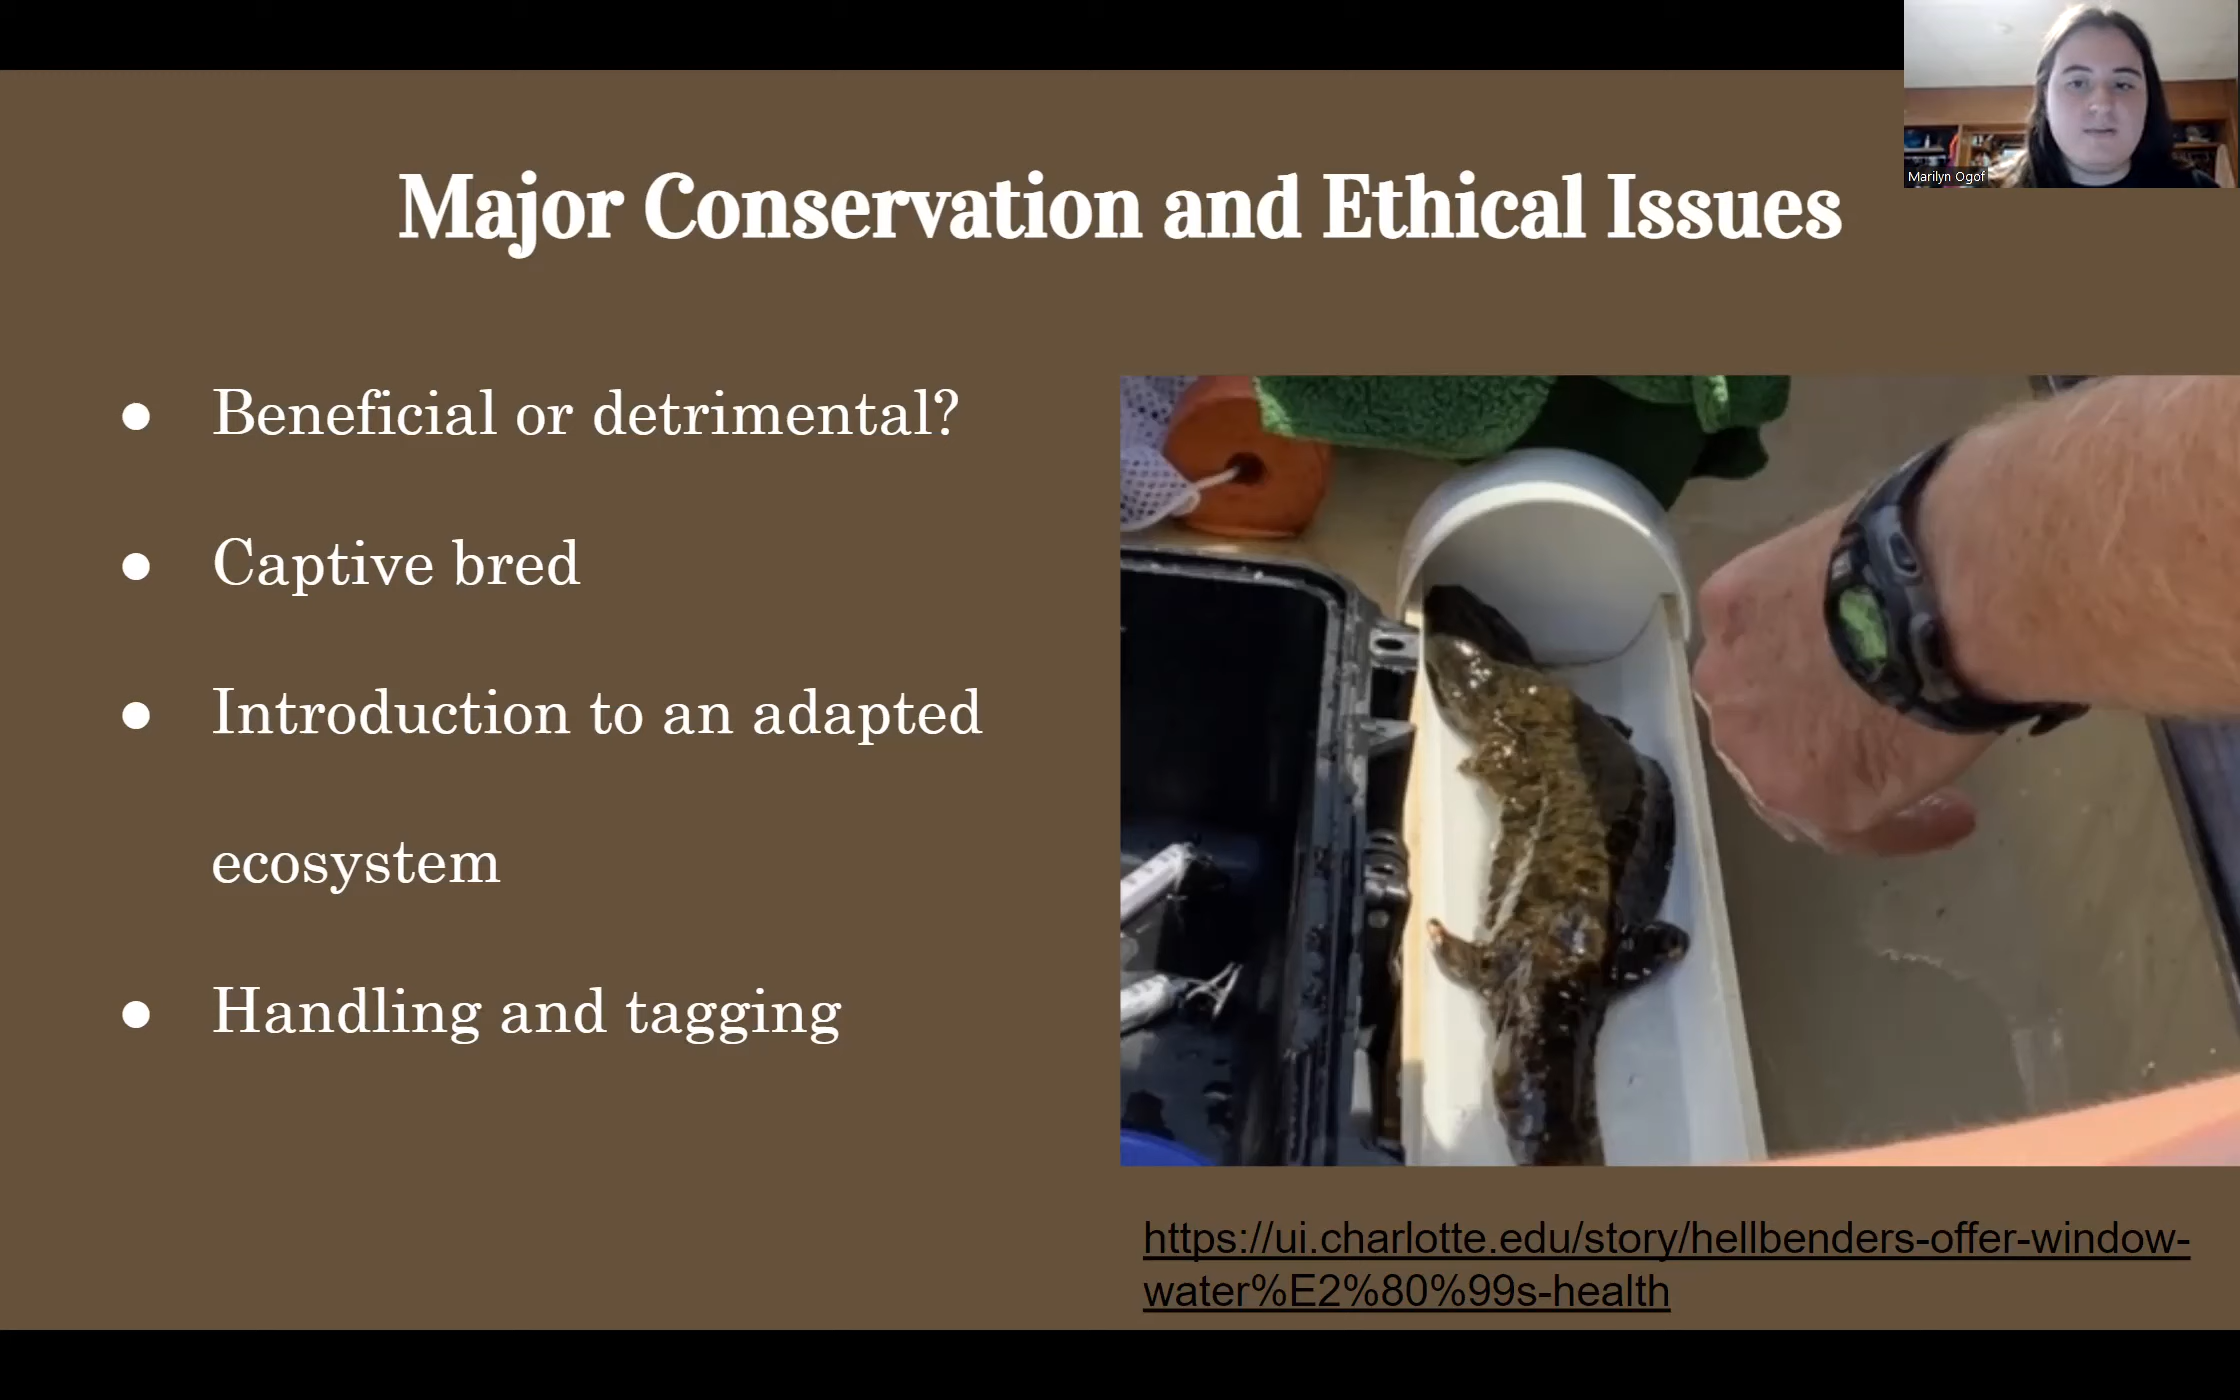 Marilyn Ogof
Major Conservation and Ethical Issues
● Beneficial or detrimental?
● Captive bred
● Introduction to an adapted
ecosystem
● Handling and tagging
https://ui.charlotte.edu/story/hellbenders-offer-window-
water%E2%80%99s-health